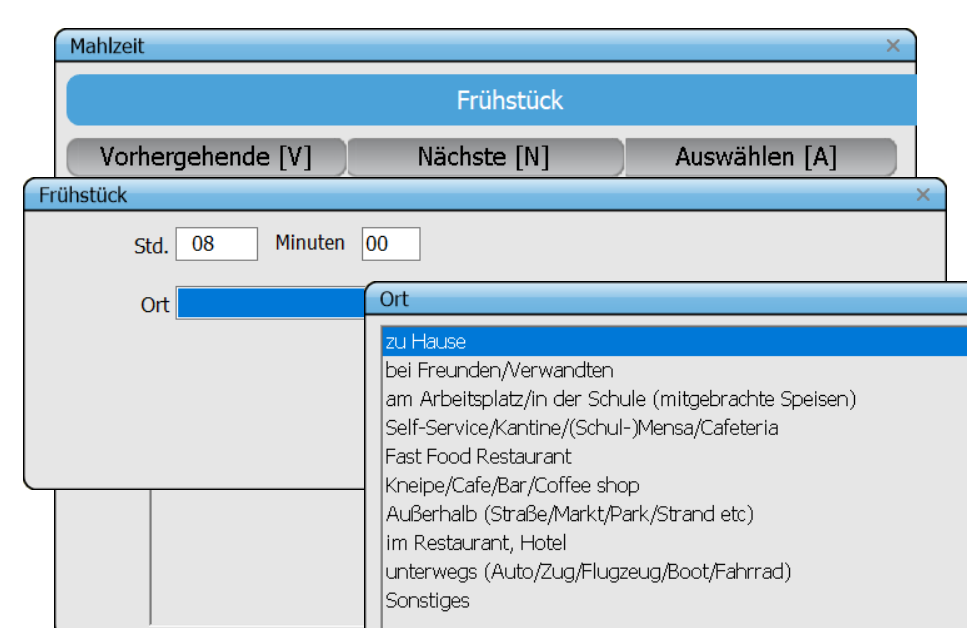 Mahlzeit
Frühstück
Vorhergehende [V] Nächste [N] Auswählen [A]
Frühstück
Std. 08 Minuten 00
Ort
Ort
zu Hause
bei Freunden/Verwandten
am Arbeitsplatz/in der Schule (mitgebrachte Speisen)
Self-Service/Kantine/(Schul-)Mensa/Cafeteria
Fast Food Restaurant
Kneipe/Cafe/Bar/Coffee shop
Außerhalb (Straße/Markt/Park/Strand etc)
im Restaurant, Hotel
unterwegs (Auto/Zug/Flugzeug/Boot/Fahrrad)
Sonstiges